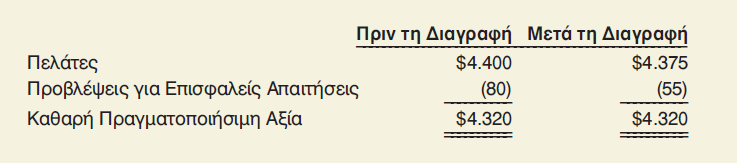 Πριν τη Διαγραφή Μετά τη Διαγραφή
Πελάτες $4.400 $4.375
Προβλέψεις για Επισφαλείς Απαιτήσεις (80) (55)
Καθαρή Πραγματοποιήσιμη Αξία $4.320 $4.320